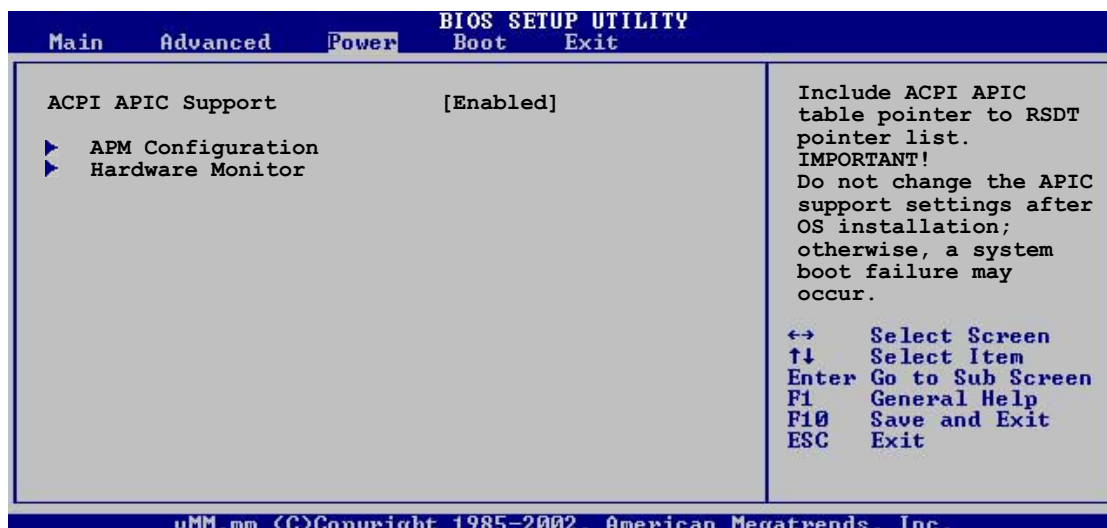 BIOS SETUP UTILITY
Main Advanced Power Boot Exit
ACPI APIC Support [Enabled]
APM Configuration
Hardware Monitor
Include ACPI APIC
table pointer to RSDT
pointer list.
IMPORTANT!
Do not change the APIC
support settings after
OS installation;
otherwise, a system
boot failure may
occur.
←→ Select Screen
↑↓ Select Item
Enter Go to Sub Screen
F1 General Help
F10 Save and Exit
ESC Exit
vMM.mm (C)Copyright 1985-2002, American Megatrends, Inc.